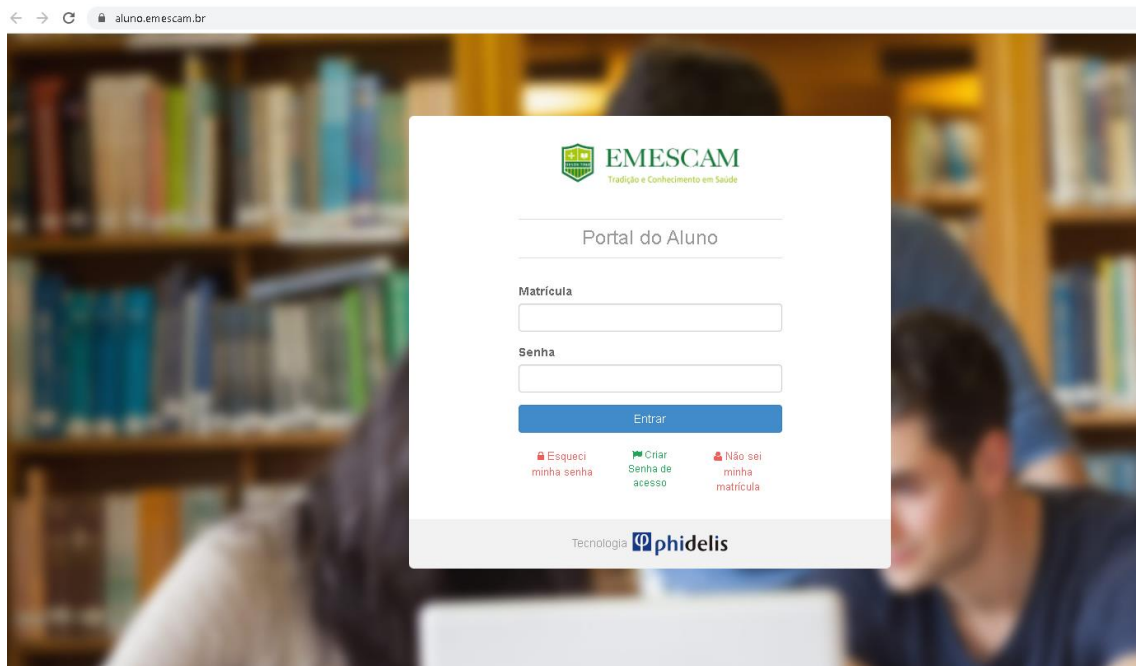 aluno.emescam.br
EMESCAM
Tradição e Conhecimento em Saúde
Portal do Aluno
Matrícula
Senha
Entrar
Esqueci
minha senha
Criar
Senha de
acesso
Não sei
minha
matrícula
Tecnologia phidelis